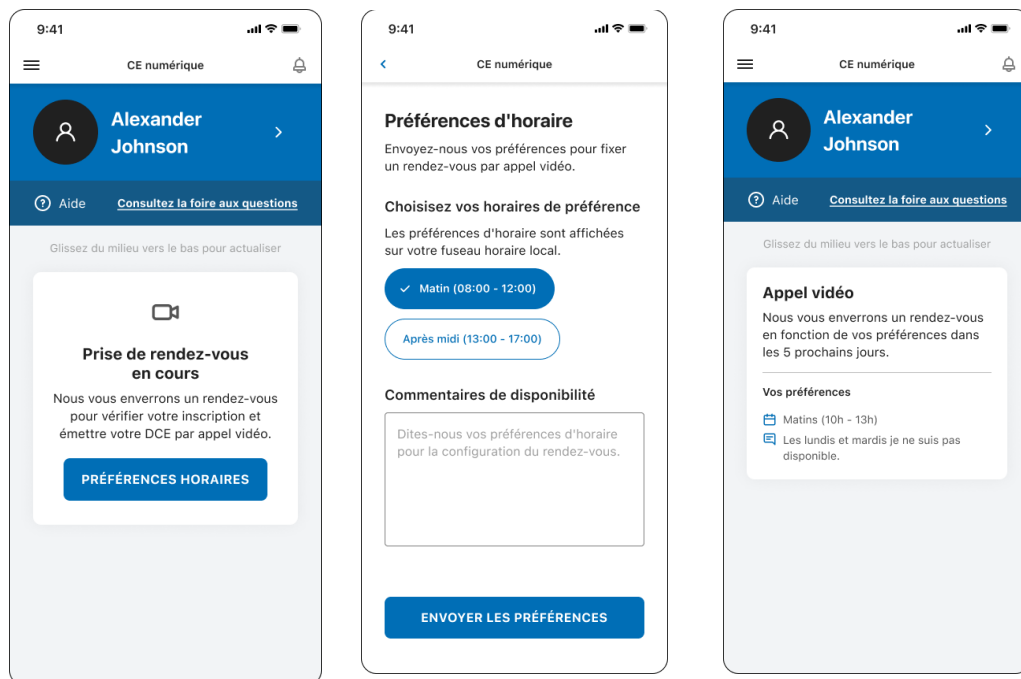 9:41
CE numérique
Alexander
Johnson
Aide
Consultez la foire aux questions
Glissez du milieu vers le bas pour actualiser
Prise de rendez-vous
en cours
Nous vous enverrons un rendez-vous
pour vérifier votre inscription et
émettre votre DCE par appel vidéo.
PRÉFÉRENCES HORAIRES
9:41
CE numérique
Préférences d'horaire
Envoyez-nous vos préférences pour fixer
un rendez-vous par appel vidéo.
Choisisez vos horaires de préférence
Les préférences d'horaire sont affichées
sur votre fuseau horaire local.
Matin (08:00 - 12:00)
Après midi (13:00 - 17:00)
Commentaires de disponibilité
Dites-nous vos préférences d'horaire
pour la configuration du rendez-vous.
ENVOYER LES PRÉFÉRENCES
9:41
CE numérique
Alexander
Johnson
Aide
Consultez la foire aux questions
Glissez du milieu vers le bas pour actualiser
Appel vidéo
Nous vous enverrons un rendez-vous
en fonction de vos préférences dans
les 5 prochains jours.
Vos préférences
Matins (10h - 13h)
Les lundis et mardis je ne suis pas
disponible.